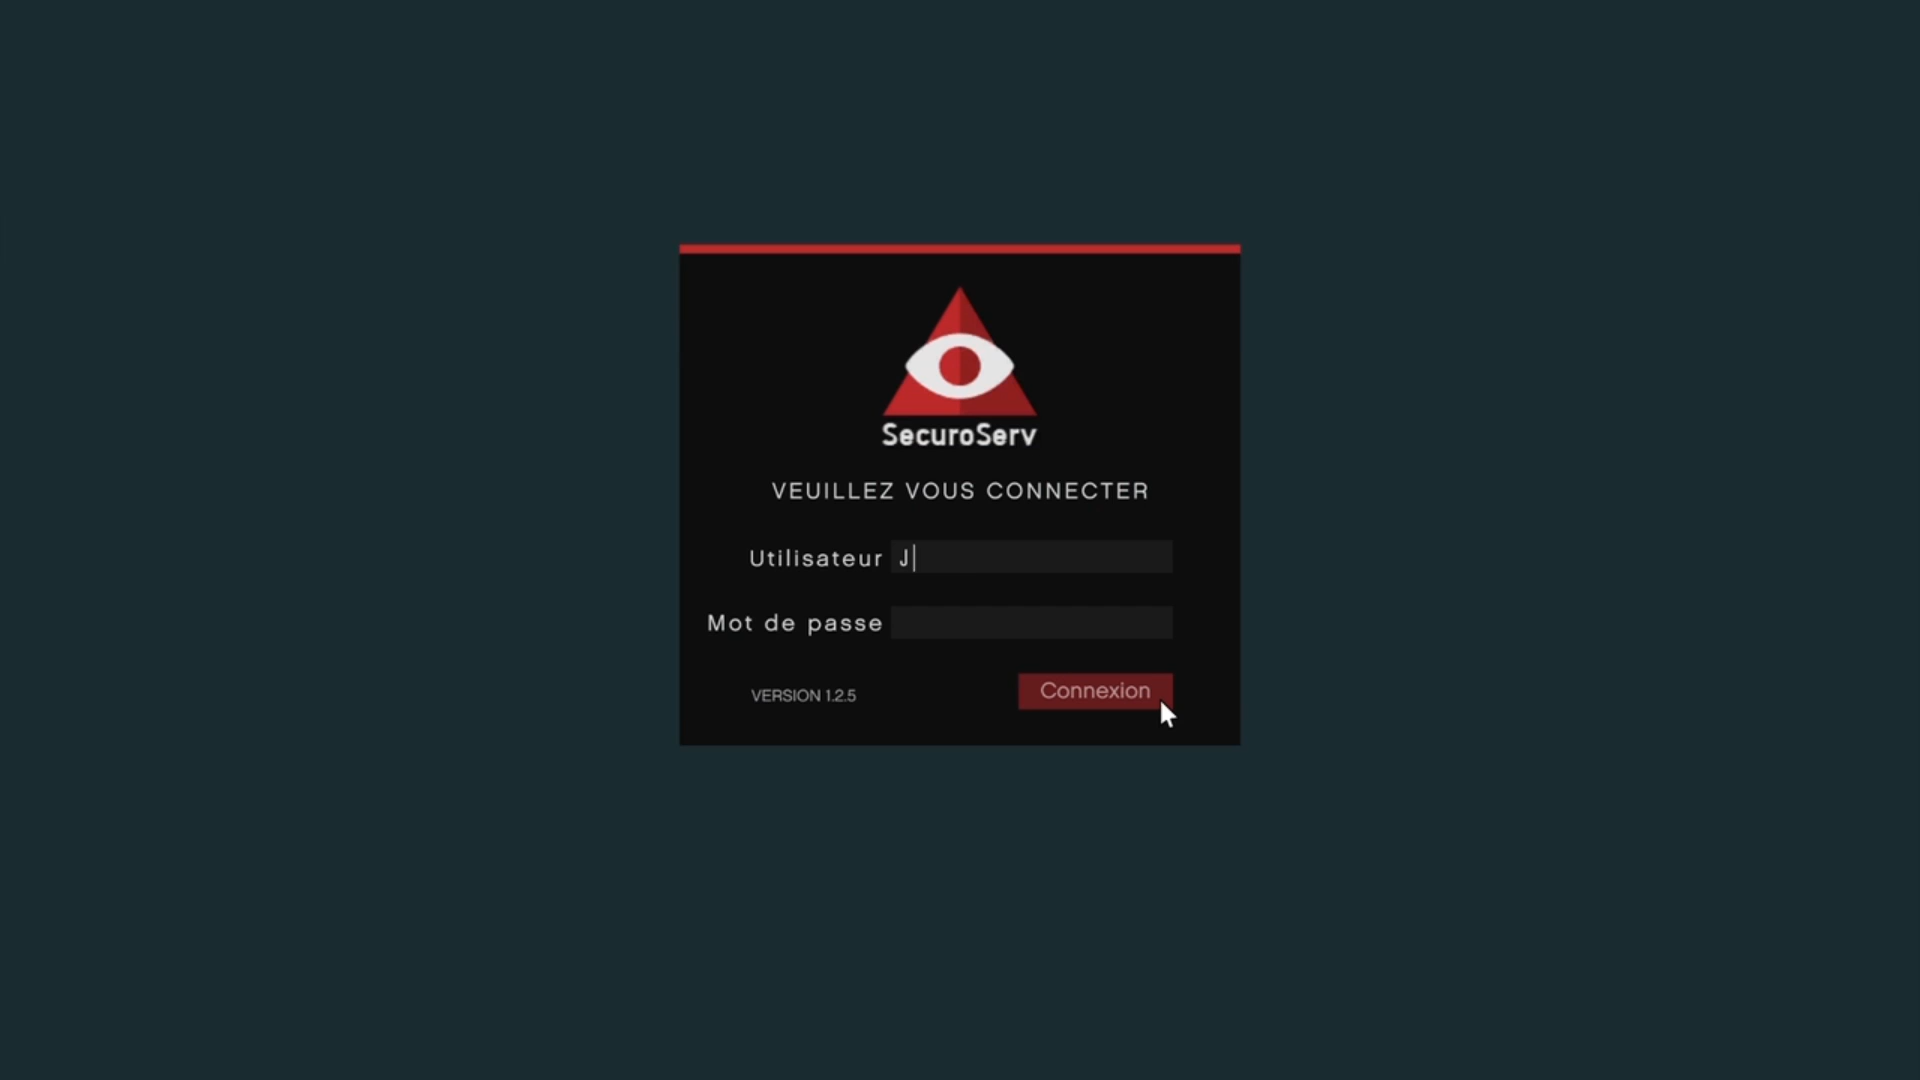 SecuroServ
VEUILLEZ VOUS CONNECTER
Utilisateur J
Mot de passe
VERSION 1.2.5 Connexion